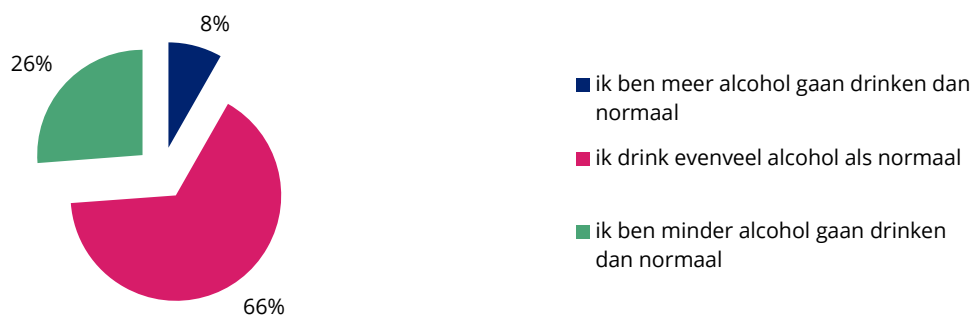 8%
26%
66%
ik ben meer alcohol gaan drinken dan
normaal
ik drink evenveel alcohol als normaal
ik ben minder alcohol gaan drinken
dan normaal